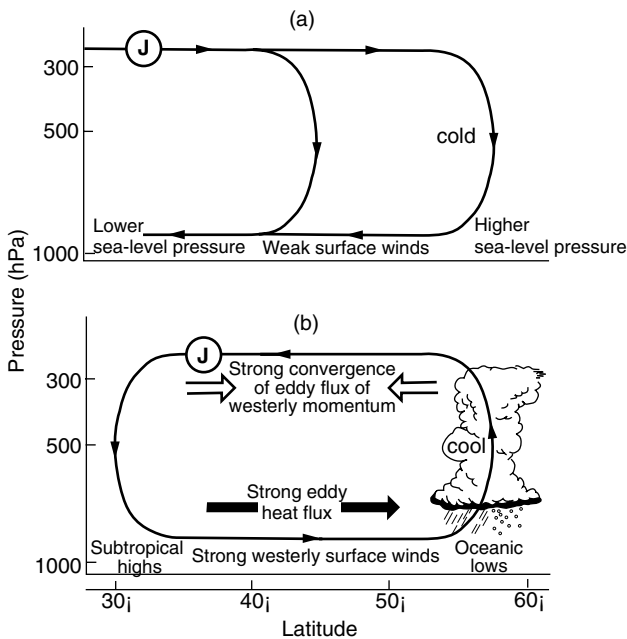 (a)
J
300
500
cold
Lower
sea-level pressure
Weak surface winds
Higher
sea-level pressure
1000
Pressure (hPa)
(b)
J
Strong convergence
of eddy flux of
westerly momentum
300
500
cool
Strong eddy
heat flux
Subtropical
highs
Strong westerly surface winds
Oceanic
lows
1000
30¡ 40¡ 50¡ 60¡
Latitude